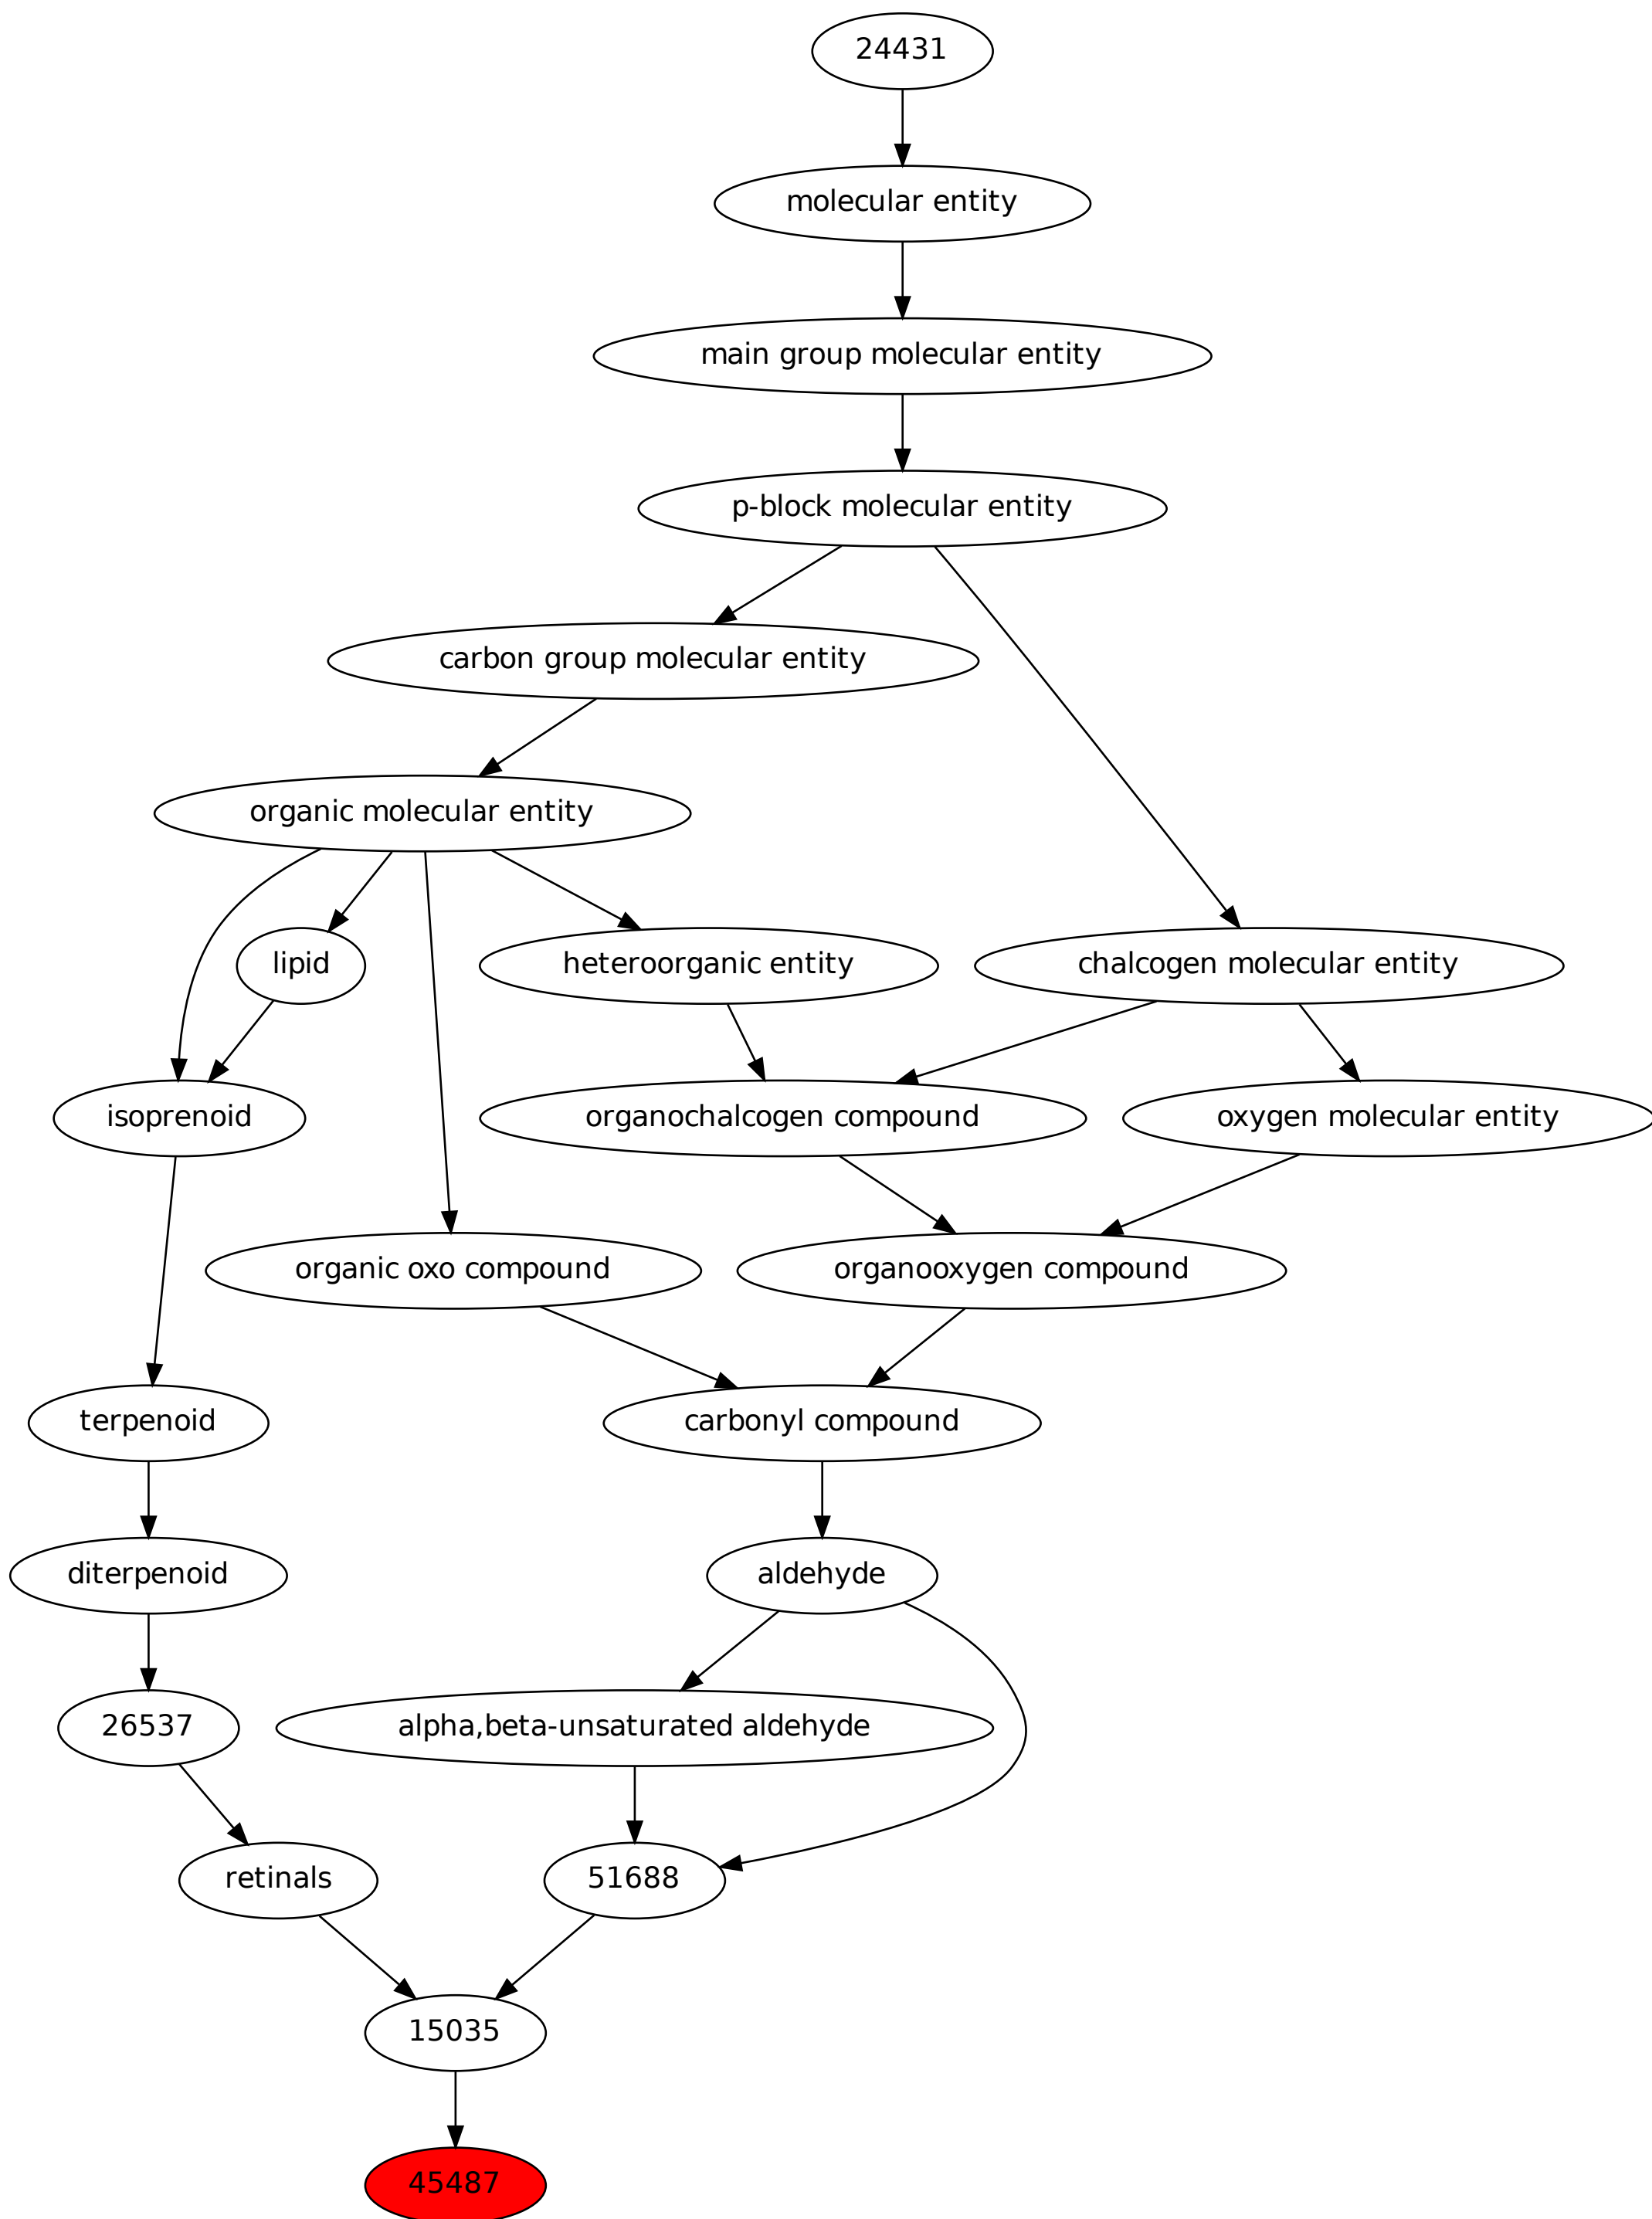 24431
molecular entity
main group molecular entity
p-block molecular entity
carbon group molecular entity
organic molecular entity
lipid
heteroorganic entity
chalcogen molecular entity
isoprenoid
organochalcogen compound
oxygen molecular entity
organic oxo compound
organooxygen compound
terpenoid
carbonyl compound
diterpenoid
aldehyde
26537
alpha,beta-unsaturated aldehyde
retinals
51688
15035
45487